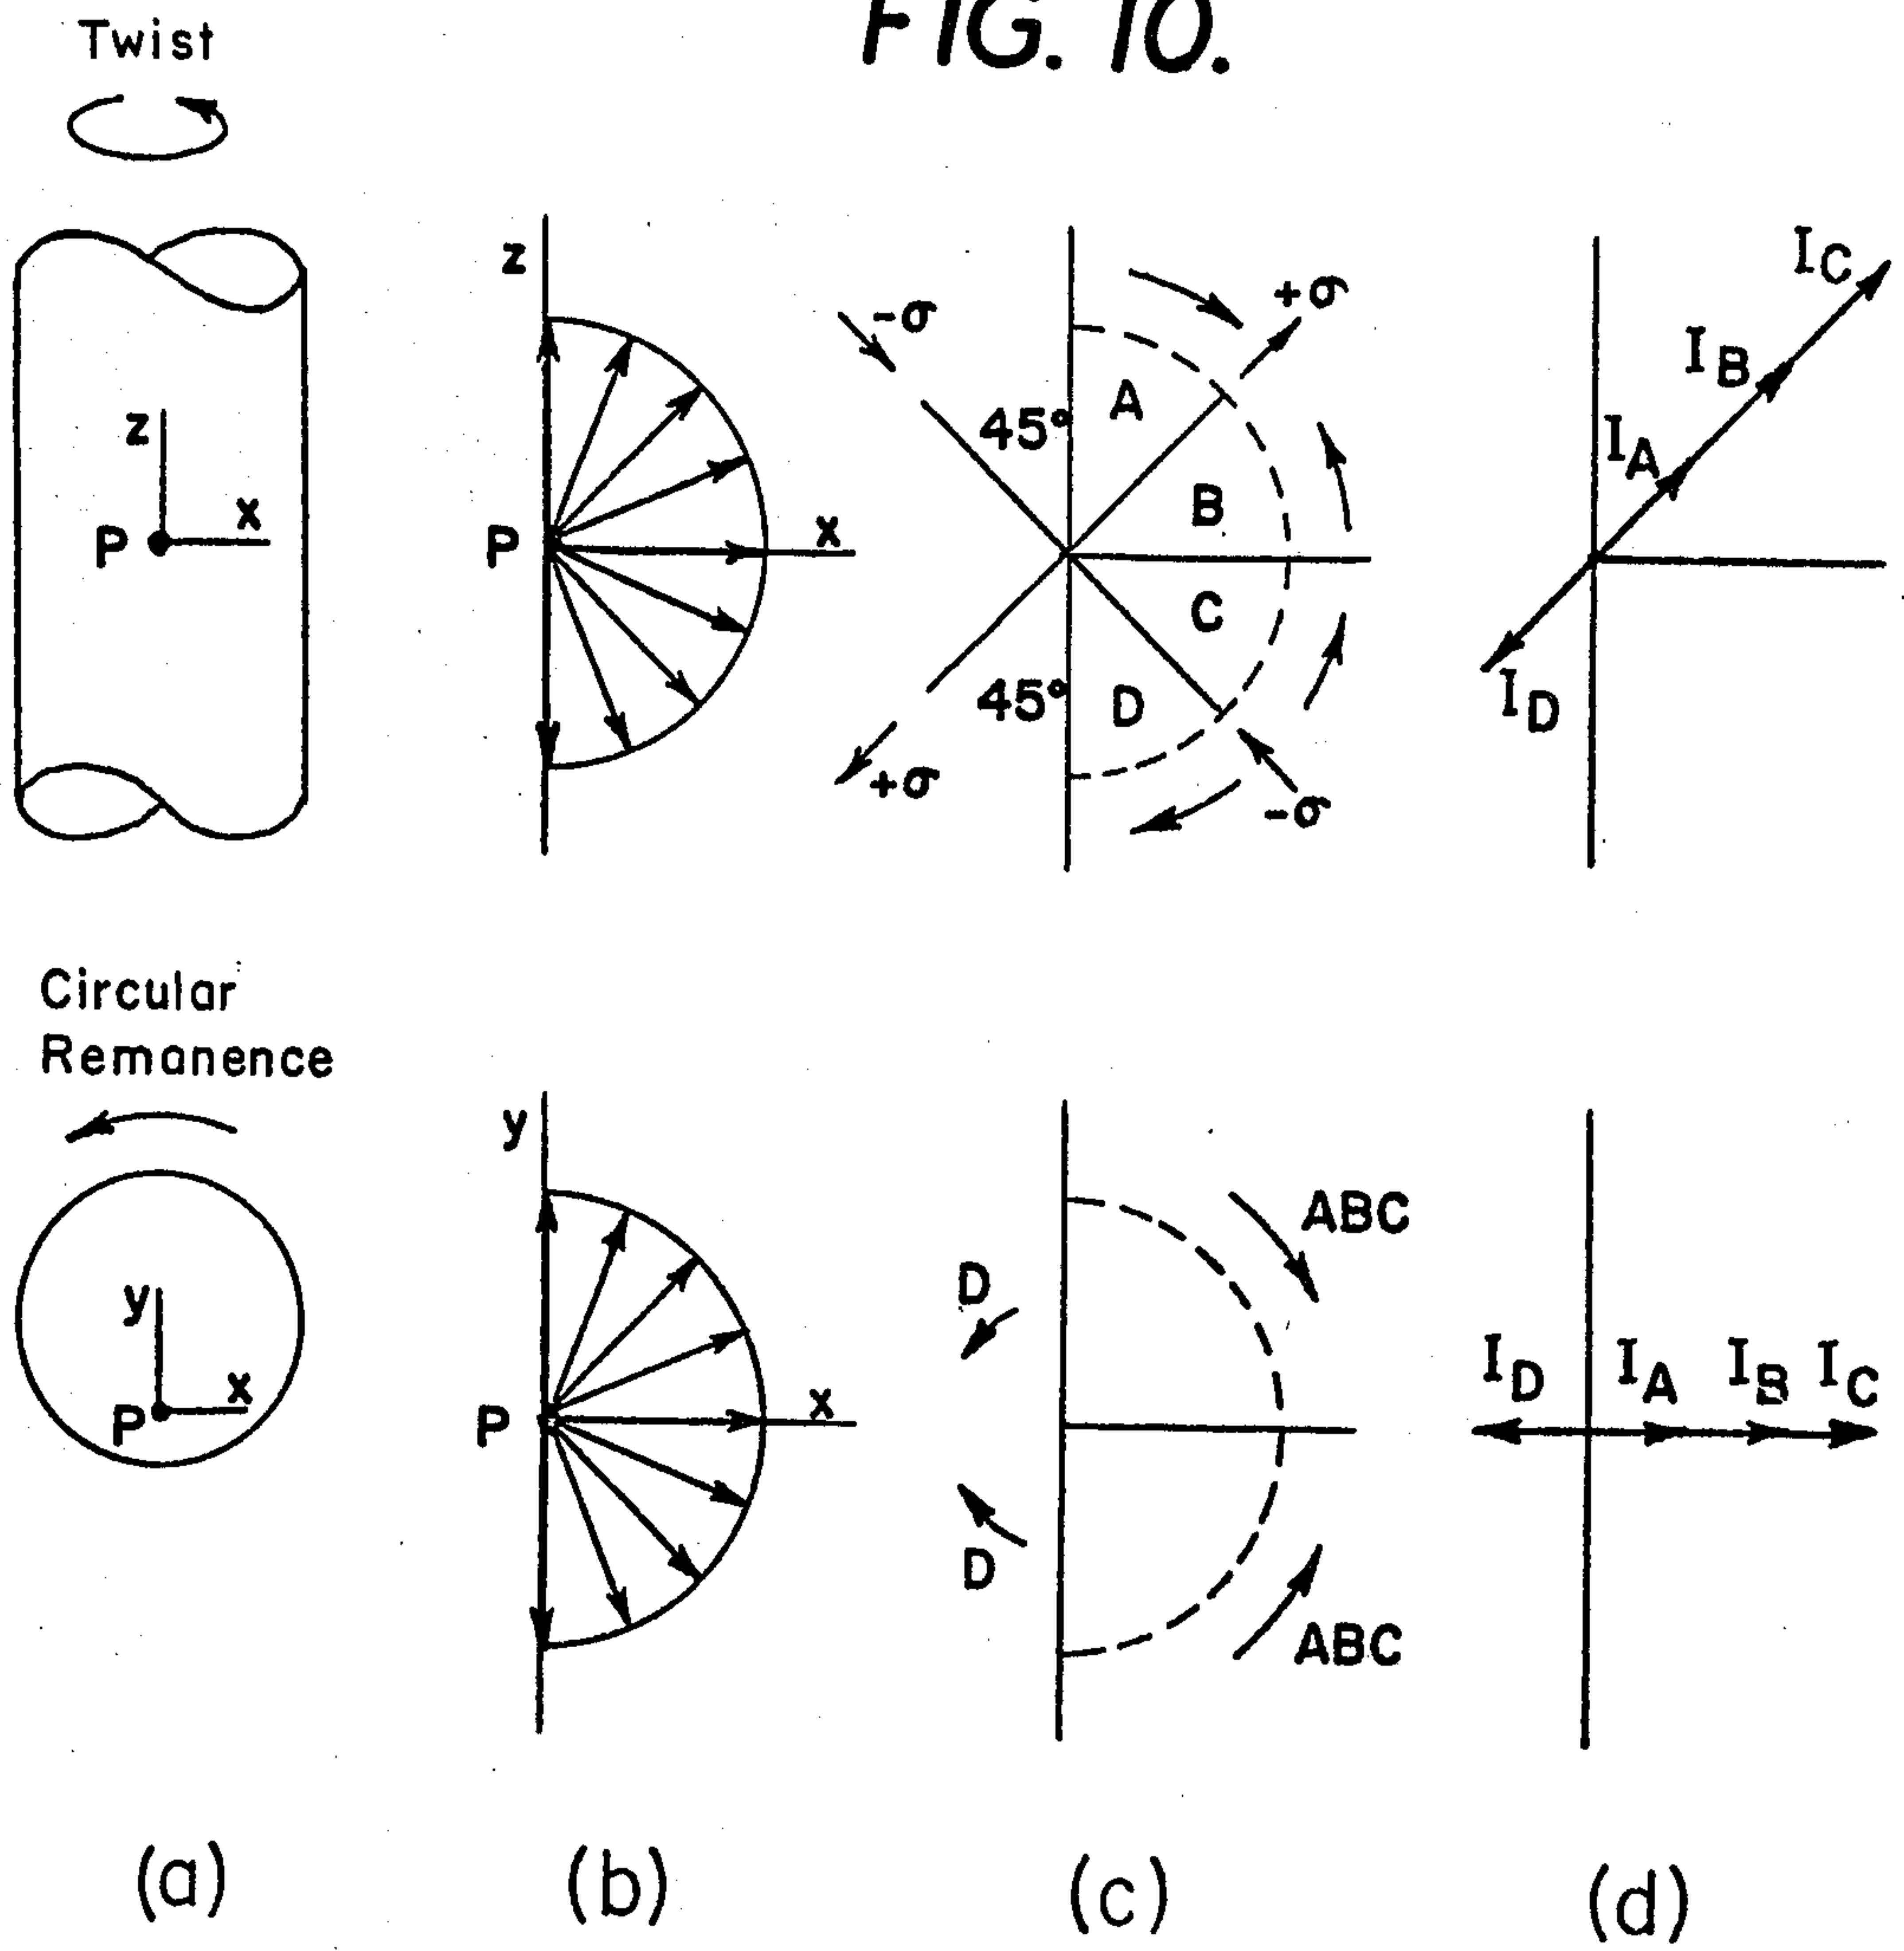 FIG. 10.
Twist
z
x
P
z
P
x
-σ
+σ
45°
A
B
C
45°
D
+σ
-σ
I_C
I_B
I_A
I_D
Circular
Remanence
y
x
P
y
P
x
ABC
D
D
ABC
I_D I_A I_B I_C
(a) (b) (c) (d)